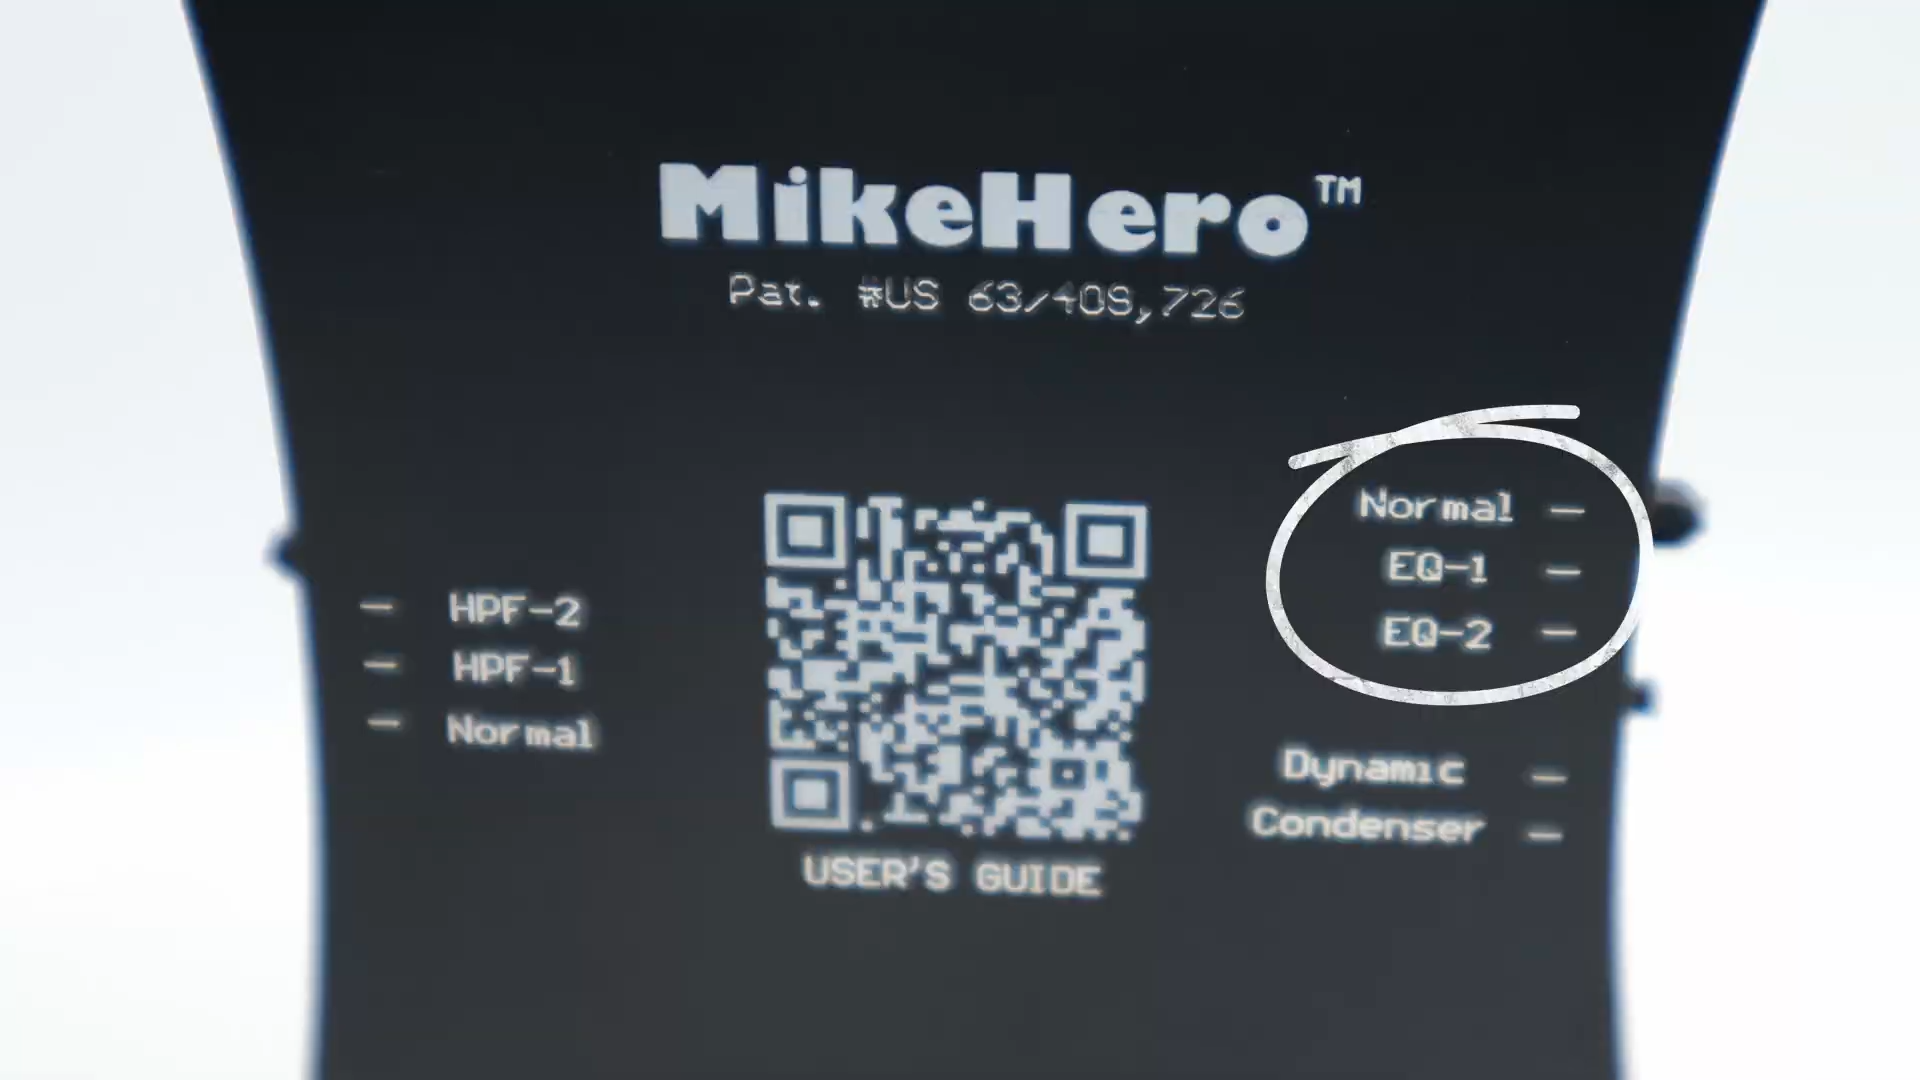 MikeHero™
Pat. #US 63/408,726
Normal —
EQ-1 —
EQ-2 —
— HPF-2
— HPF-1
— Normal
Dynamic —
Condenser —
USER'S GUIDE